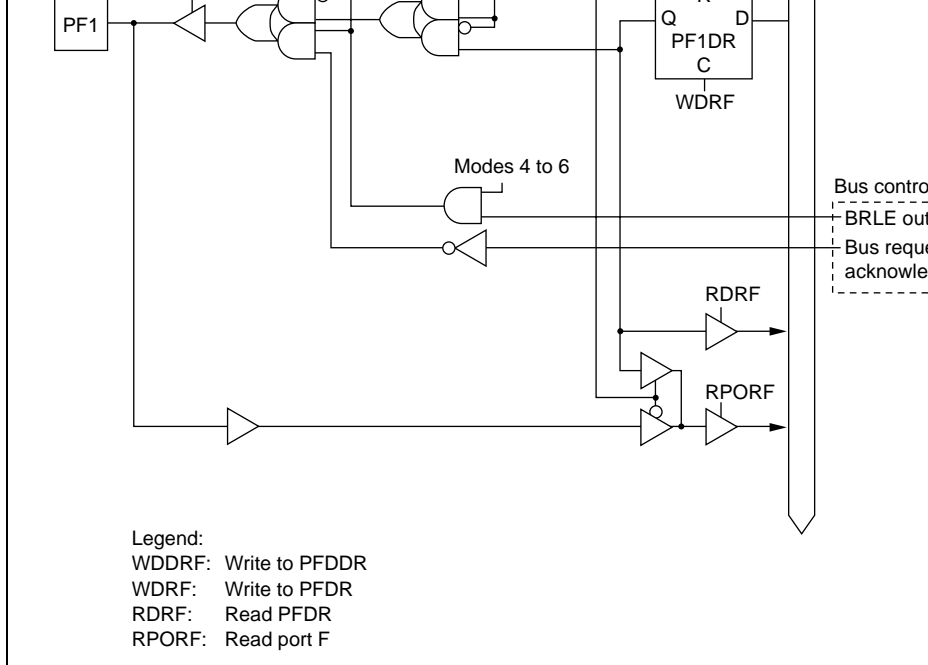 PF1
Q D
PF1DR
C
WDRF
Modes 4 to 6
Bus contro
BRLE out
Bus reque
acknowle
RDRF
RPORF
Legend:
WDDRF: Write to PFDDR
WDRF: Write to PFDR
RDRF: Read PFDR
RPORF: Read port F